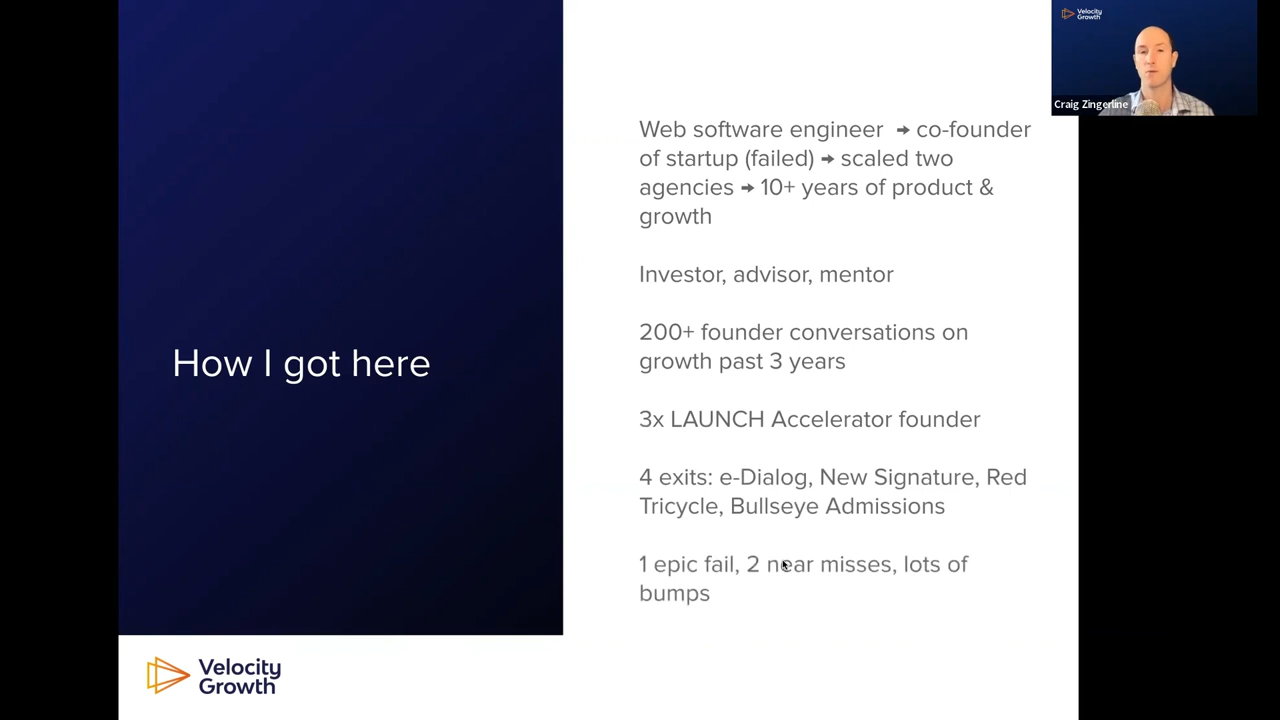 Velocity
Growth
Craig Zingerline
Web software engineer ➔ co-founder
of startup (failed) ➔ scaled two
agencies ➔ 10+ years of product &
growth
Investor, advisor, mentor
200+ founder conversations on
growth past 3 years
3x LAUNCH Accelerator founder
4 exits: e-Dialog, New Signature, Red
Tricycle, Bullseye Admissions
1 epic fail, 2 near misses, lots of
bumps
How I got here
Velocity
Growth